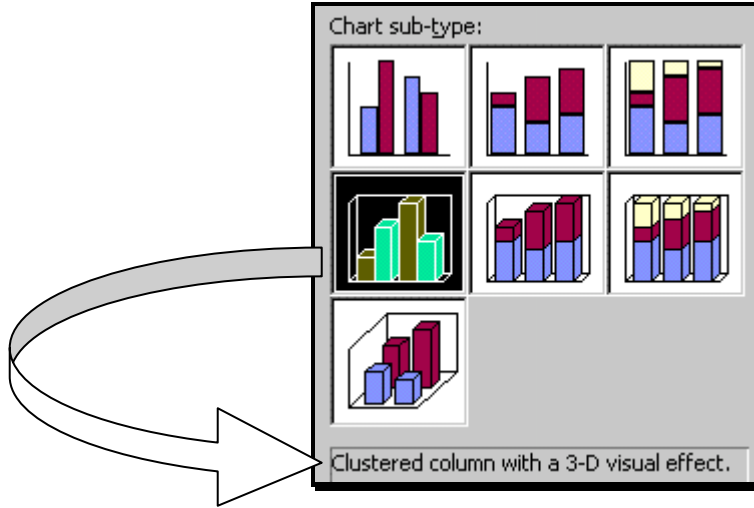 Chart sub-type:
Clustered column with a 3-D visual effect.